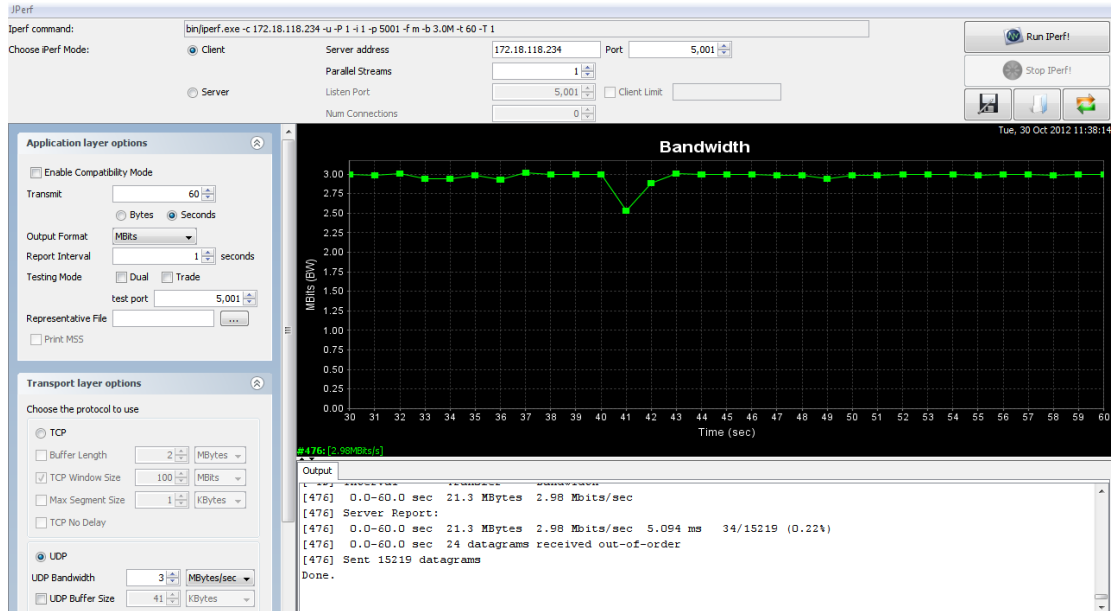 JPerf
Iperf command: bin/iperf.exe -c 172.18.118.234 -u -P 1 -i 1 -p 5001 -f m -b 3.0M -t 60 -T 1
Choose iPerf Mode: Client Server address 172.18.118.234 Port 5,001
Parallel Streams 1
Server Listen Port 5,001 Client Limit
Num Connections 0
Run IPerf!
Stop IPerf!
Application layer options
Enable Compatibility Mode
Transmit 60
Bytes Seconds
Output Format MBits
Report Interval 1 seconds
Testing Mode Dual Trade
test port 5,001
Representative File ...
Print MSS
Transport layer options
Choose the protocol to use
TCP
Buffer Length 2 MBytes
TCP Window Size 100 MBits
Max Segment Size 1 KBytes
TCP No Delay
UDP
UDP Bandwidth 3 MBytes/sec
UDP Buffer Size 41 KBytes
Tue, 30 Oct 2012 11:38:14
Bandwidth
MBits (BW)
3.00
2.75
2.50
2.25
2.00
1.75
1.50
1.25
1.00
0.75
0.50
0.25
0.00
30 31 32 33 34 35 36 37 38 39 40 41 42 43 44 45 46 47 48 49 50 51 52 53 54 55 56 57 58 59 60
Time (sec)
#476: [2.98MBits/s]
Output
[476] 0.0-60.0 sec 21.3 MBytes 2.98 Mbits/sec
[476] Server Report:
[476] 0.0-60.0 sec 21.3 MBytes 2.98 Mbits/sec 5.094 ms 34/15219 (0.22%)
[476] 0.0-60.0 sec 24 datagrams received out-of-order
[476] Sent 15219 datagrams
Done.